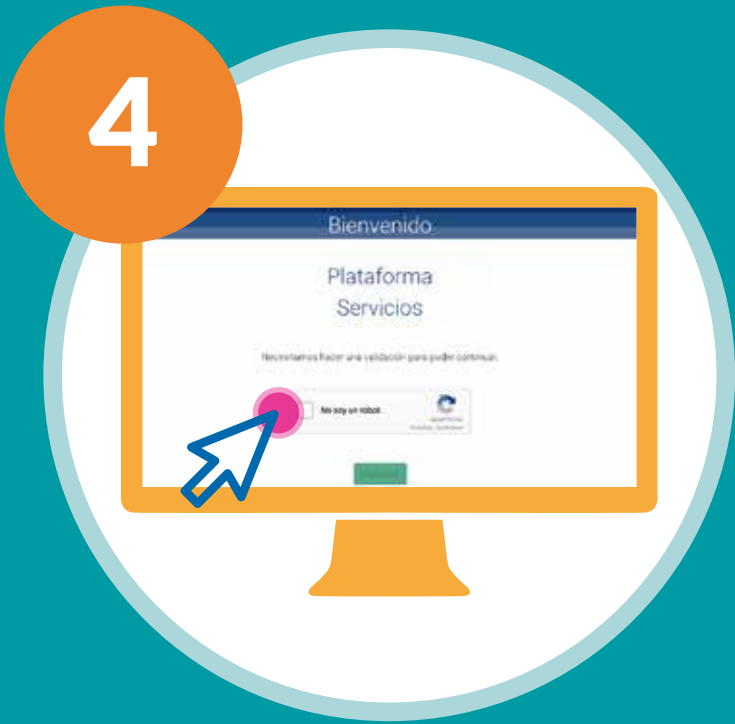 4
Bienvenido
Plataforma
Servicios
Necesitamos hacer una validación para poder continuar.
No soy un robot